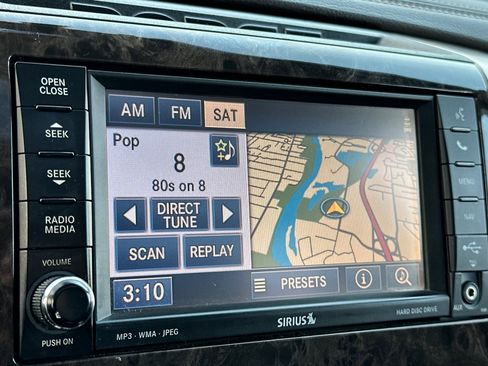 DODGE
OPEN
CLOSE
SEEK
SEEK
RADIO
MEDIA
VOLUME
PUSH ON
AM FM SAT
Pop
8
80s on 8
DIRECT
TUNE
SCAN REPLAY
3:10
PRESETS
MP3 · WMA · JPEG
SIRIUS
HARD DISC DRIVE
MENU
NAV
AUX